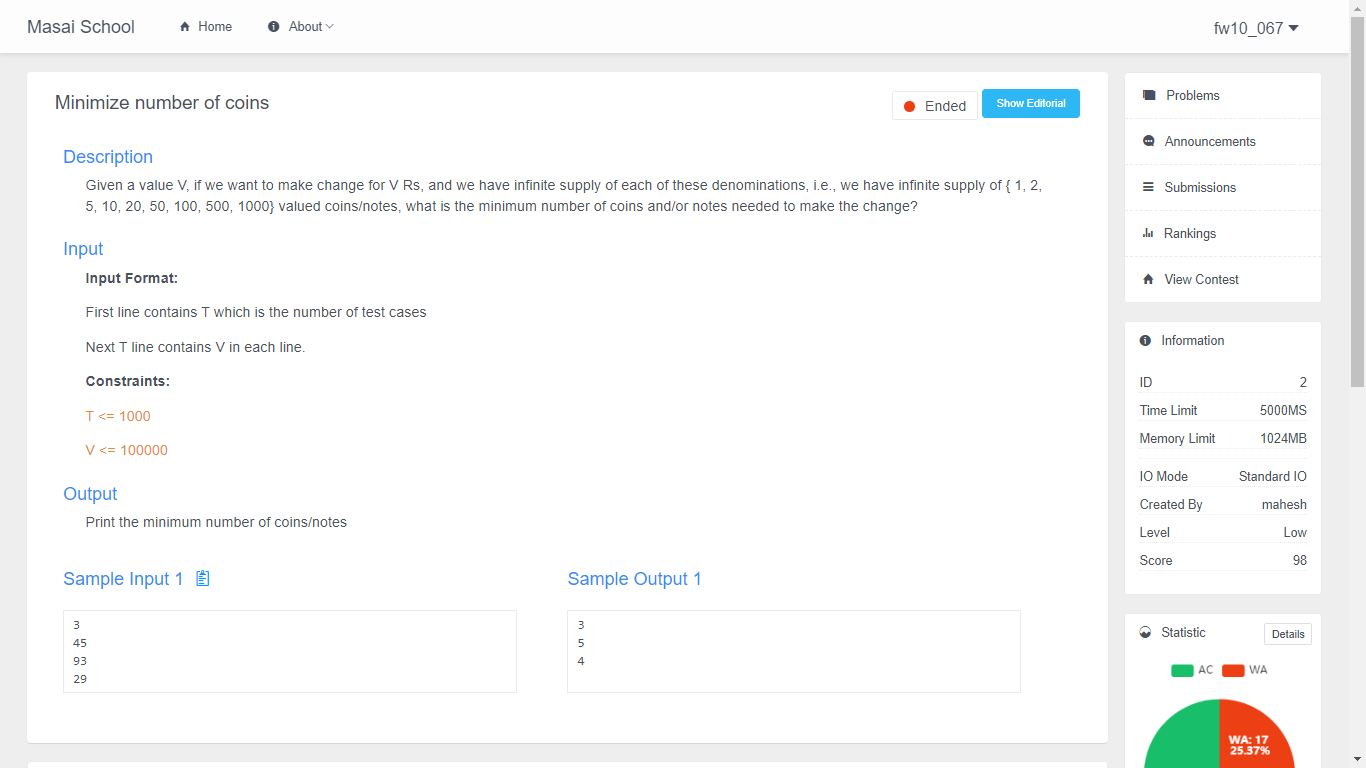 Masai School
Home
About
fw10_067
Minimize number of coins
Ended
Show Editorial
Description
Given a value V, if we want to make change for V Rs, and we have infinite supply of each of these denominations, i.e., we have infinite supply of { 1, 2,
5, 10, 20, 50, 100, 500, 1000} valued coins/notes, what is the minimum number of coins and/or notes needed to make the change?
Input
Input Format:
First line contains T which is the number of test cases
Next T line contains V in each line.
Constraints:
T <= 1000
V <= 100000
Output
Print the minimum number of coins/notes
Sample Input 1
3
45
93
29
Sample Output 1
3
5
4
Problems
Announcements
Submissions
Rankings
View Contest
Information
ID 2
Time Limit 5000MS
Memory Limit 1024MB
IO Mode Standard IO
Created By mahesh
Level Low
Score 98
Statistic
Details
AC WA
WA: 17
25.37%